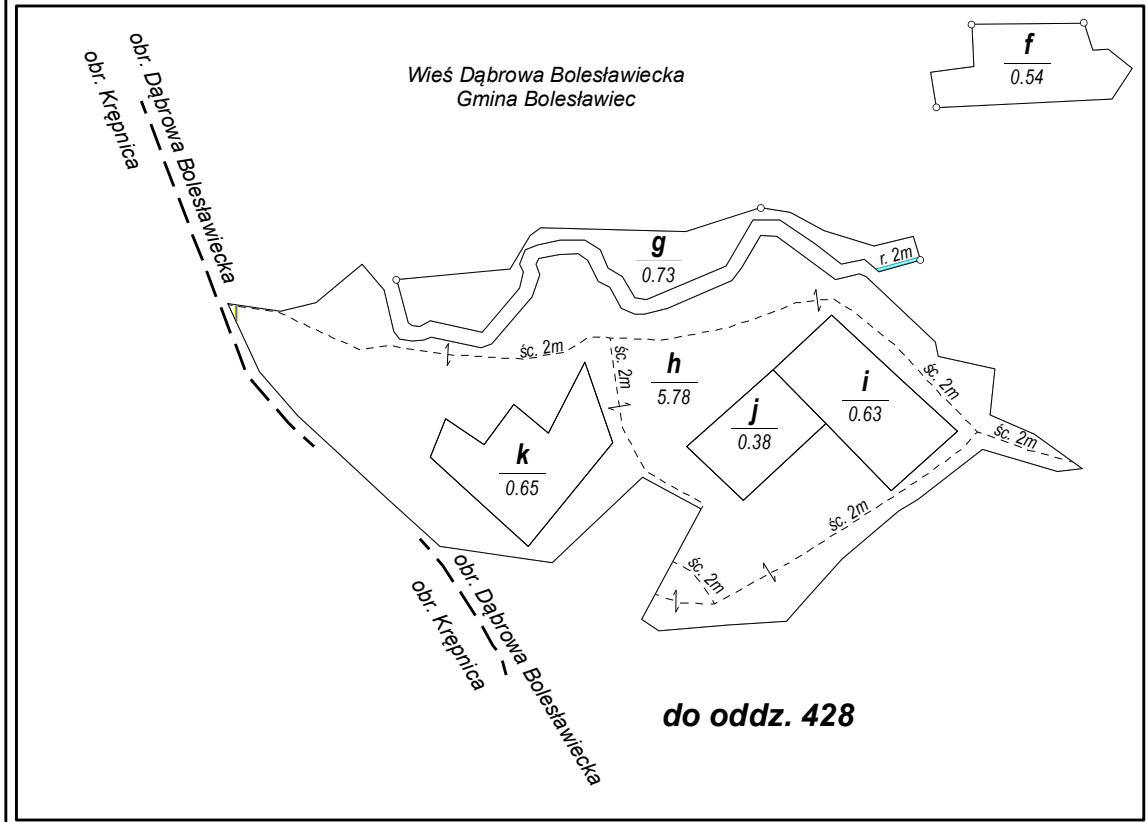 obr. Dąbrowa Bolesławiecka
obr. Krępnica
Wieś Dąbrowa Bolesławiecka
Gmina Bolesławiec
f
0.54
g
0.73
r. 2m
śc. 2m
śc. 2m
h
5.78
i
0.63
śc. 2m
j
0.38
śc. 2m
k
0.65
śc. 2m
śc. 2m
obr. Dąbrowa Bolesławiecka
obr. Krępnica
do oddz. 428